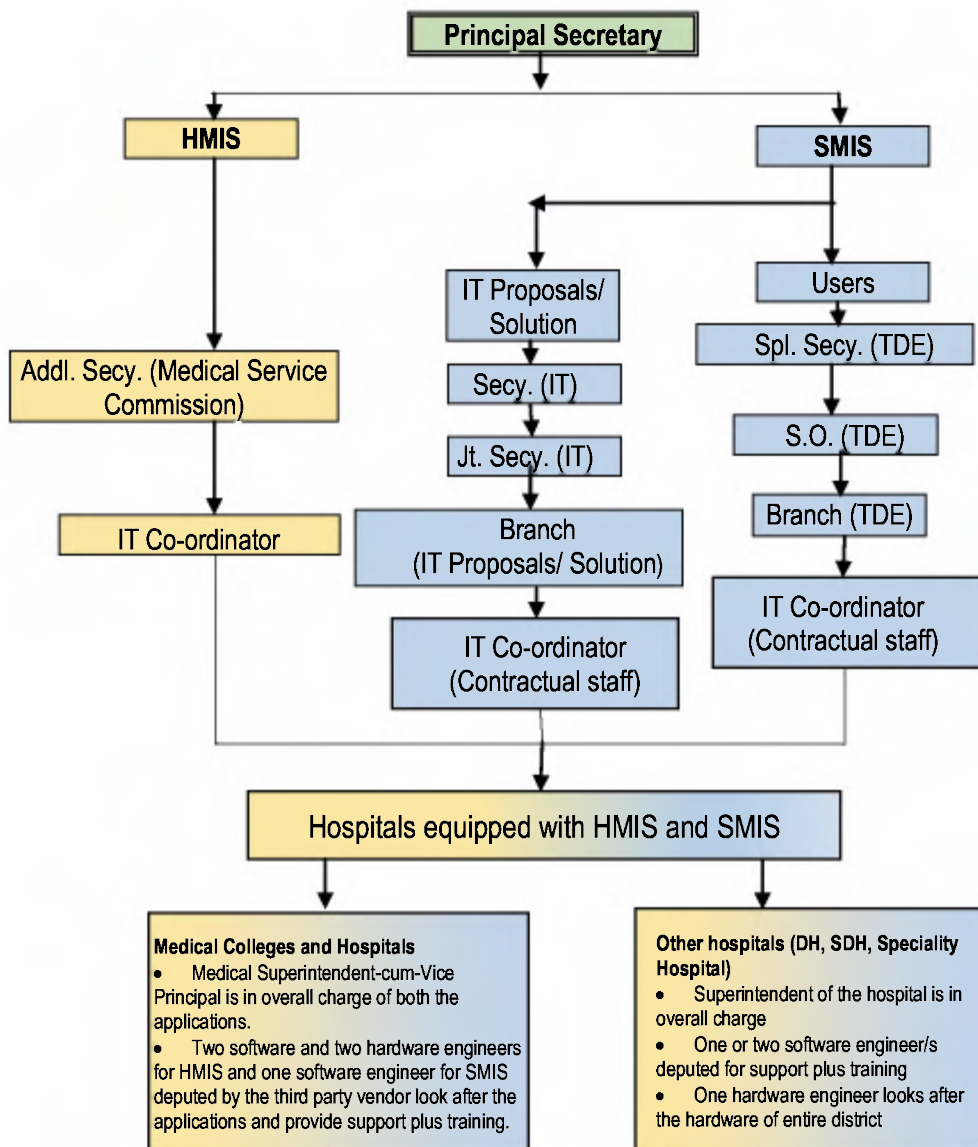 Principal Secretary
HMIS
SMIS
IT Proposals/
Solution
Users
Addl. Secy. (Medical Service
Commission)
Secy. (IT)
Spl. Secy. (TDE)
Jt. Secy. (IT)
S.O. (TDE)
IT Co-ordinator
Branch
(IT Proposals/ Solution)
Branch (TDE)
IT Co-ordinator
(Contractual staff)
IT Co-ordinator
(Contractual staff)
Hospitals equipped with HMIS and SMIS
Medical Colleges and Hospitals
• Medical Superintendent-cum-Vice
Principal is in overall charge of both the
applications.
• Two software and two hardware engineers
for HMIS and one software engineer for SMIS
deputed by the third party vendor look after the
applications and provide support plus training.
Other hospitals (DH, SDH, Speciality
Hospital)
• Superintendent of the hospital is in
overall charge
• One or two software engineer/s
deputed for support plus training
• One hardware engineer looks after
the hardware of entire district